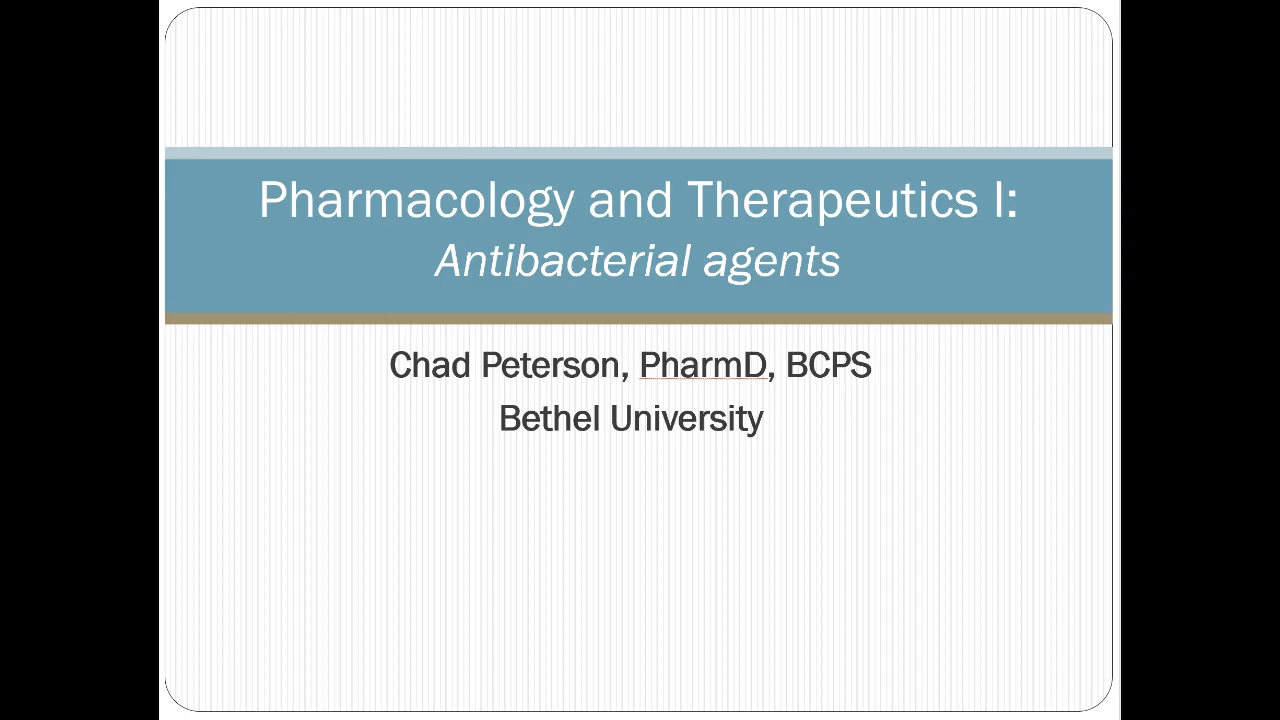 Pharmacology and Therapeutics I:
Antibacterial agents
Chad Peterson, PharmD, BCPS
Bethel University